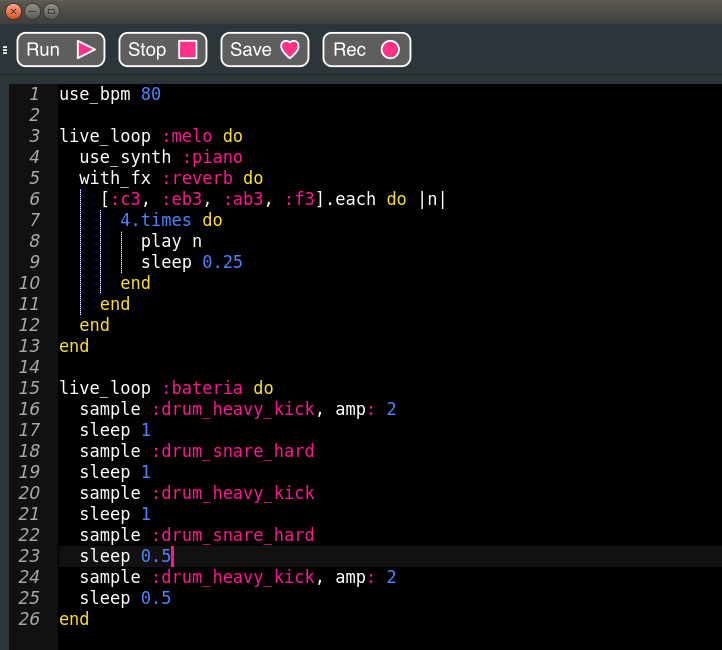 Run Stop Save Rec
1 use_bpm 80
2
3 live_loop :melo do
4   use_synth :piano
5   with_fx :reverb do
6     [:c3, :eb3, :ab3, :f3].each do |n|
7       4.times do
8         play n
9         sleep 0.25
10       end
11     end
12   end
13 end
14
15 live_loop :bateria do
16   sample :drum_heavy_kick, amp: 2
17   sleep 1
18   sample :drum_snare_hard
19   sleep 1
20   sample :drum_heavy_kick
21   sleep 1
22   sample :drum_snare_hard
23   sleep 0.5
24   sample :drum_heavy_kick, amp: 2
25   sleep 0.5
26 end